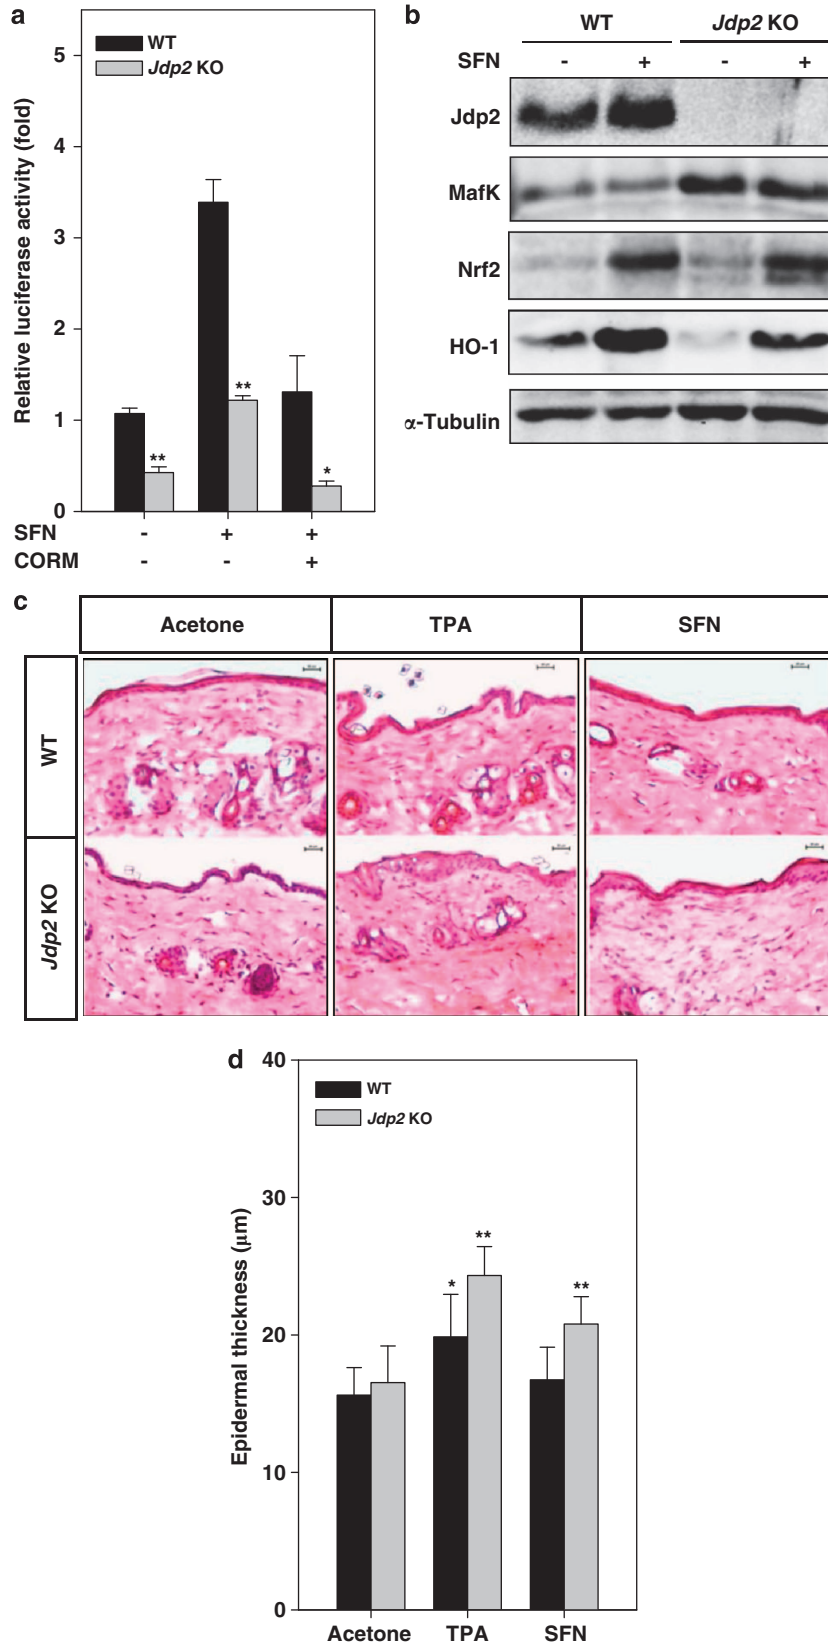 a
5
4
3
2
1
0
Relative luciferase activity (fold)
WT
Jdp2 KO
**
**
*
SFN - + +
CORM - - +
b
WT Jdp2 KO
SFN - + - +
Jdp2
MafK
Nrf2
HO-1
α-Tubulin
c
Acetone TPA SFN
WT
Jdp2 KO
d
40
30
20
10
0
Epidermal thickness (μm)
WT
Jdp2 KO
*
**
**
Acetone TPA SFN